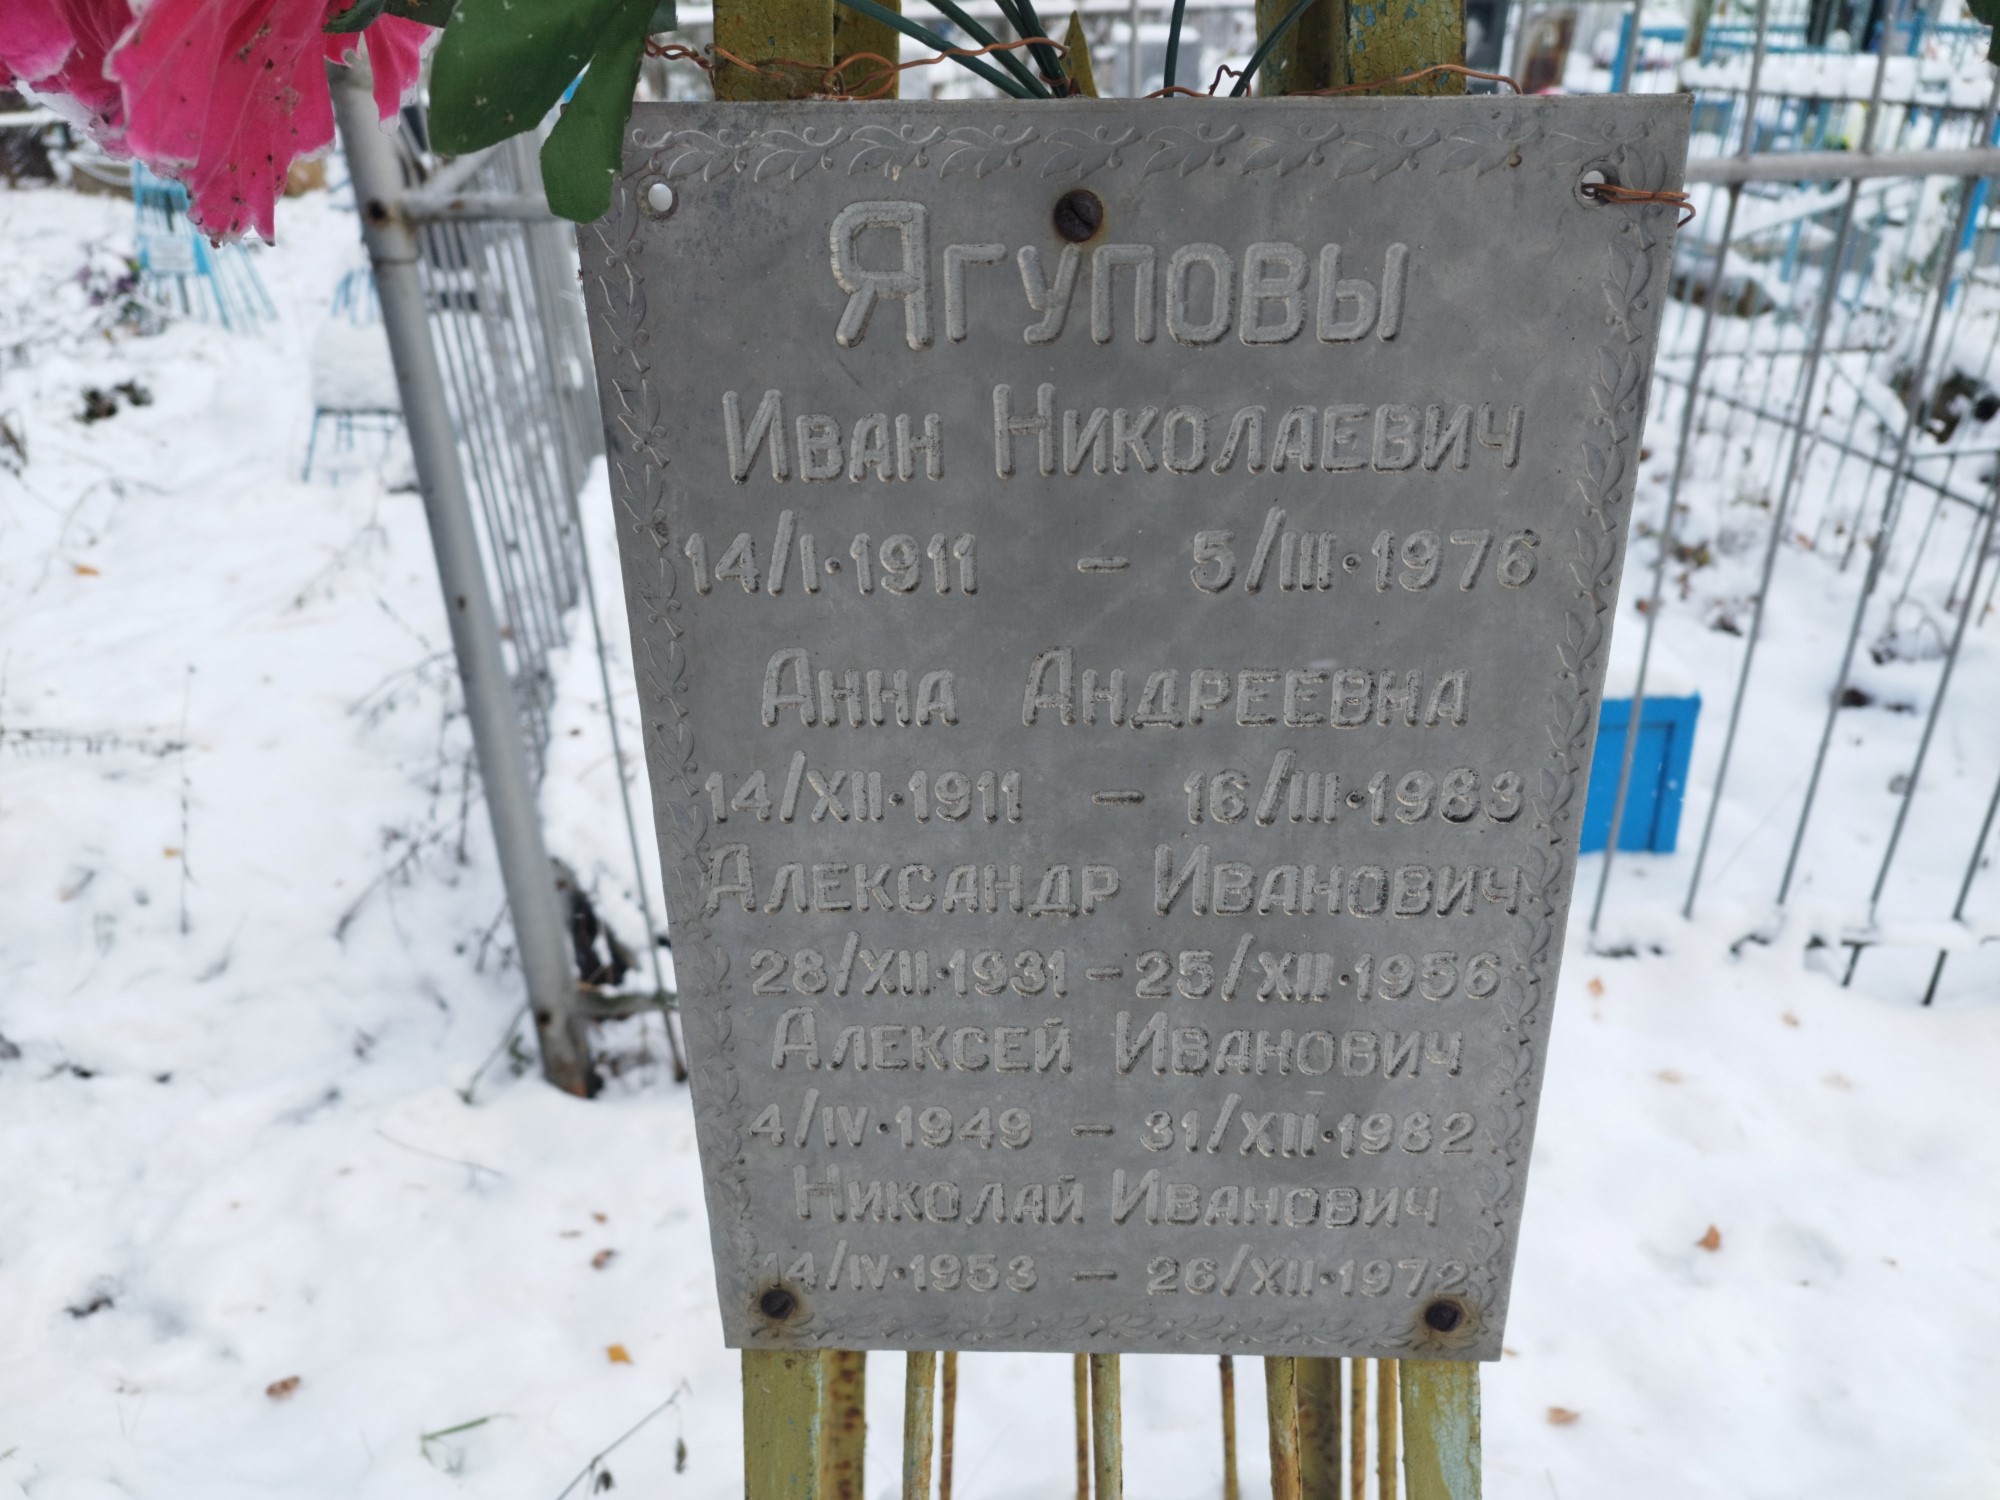 Ягуповы
Иван Николаевич
14/I·1911 – 5/III·1976
Анна Андреевна
14/XII·1911 – 16/III·1983
Александр Иванович
28/XII·1931 – 25/XII·1956
Алексей Иванович
4/IV·1949 – 31/XII·1982
Николай Иванович
14/IV·1953 – 26/XII·1972